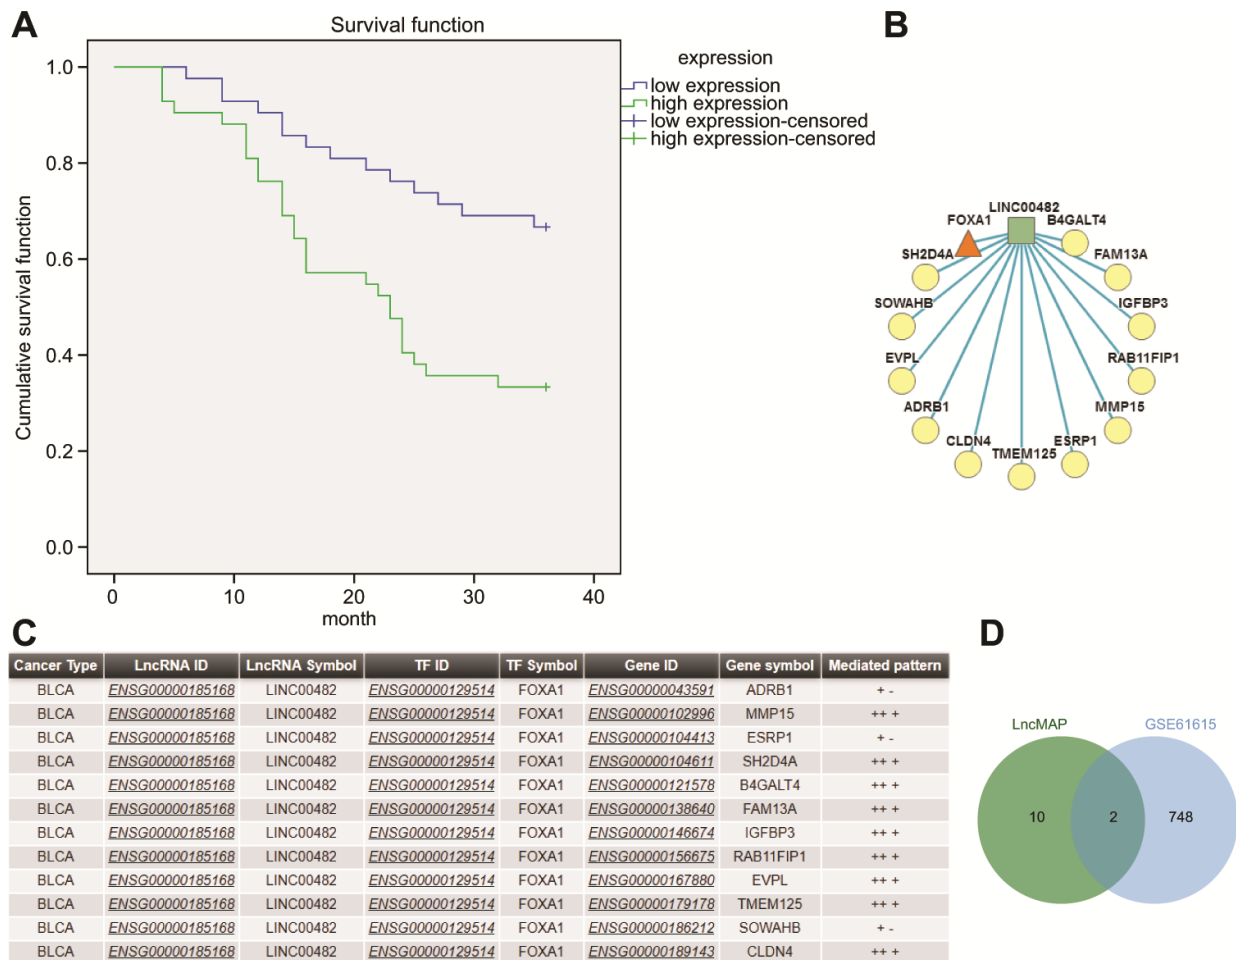 A
Survival function
Cumulative survival function
1.0
0.8
0.6
0.4
0.2
0.0
0 10 20 30 40
month
expression
low expression
high expression
low expression-censored
high expression-censored
B
LINC00482
FOXA1
B4GALT4
SH2D4A
FAM13A
SOWAHB
IGFBP3
EVPL
RAB11FIP1
ADRB1
MMP15
CLDN4
ESRP1
TMEM125
C
Cancer Type LncRNA ID LncRNA Symbol TF ID TF Symbol Gene ID Gene symbol Mediated pattern
BLCA ENSG00000185168 LINC00482 ENSG00000129514 FOXA1 ENSG00000043591 ADRB1 + -
BLCA ENSG00000185168 LINC00482 ENSG00000129514 FOXA1 ENSG00000102996 MMP15 ++ +
BLCA ENSG00000185168 LINC00482 ENSG00000129514 FOXA1 ENSG00000104413 ESRP1 + -
BLCA ENSG00000185168 LINC00482 ENSG00000129514 FOXA1 ENSG00000104611 SH2D4A ++ +
BLCA ENSG00000185168 LINC00482 ENSG00000129514 FOXA1 ENSG00000121578 B4GALT4 ++ +
BLCA ENSG00000185168 LINC00482 ENSG00000129514 FOXA1 ENSG00000138640 FAM13A ++ +
BLCA ENSG00000185168 LINC00482 ENSG00000129514 FOXA1 ENSG00000146674 IGFBP3 ++ +
BLCA ENSG00000185168 LINC00482 ENSG00000129514 FOXA1 ENSG00000156675 RAB11FIP1 ++ +
BLCA ENSG00000185168 LINC00482 ENSG00000129514 FOXA1 ENSG00000167880 EVPL ++ +
BLCA ENSG00000185168 LINC00482 ENSG00000129514 FOXA1 ENSG00000179178 TMEM125 ++ +
BLCA ENSG00000185168 LINC00482 ENSG00000129514 FOXA1 ENSG00000186212 SOWAHB + -
BLCA ENSG00000185168 LINC00482 ENSG00000129514 FOXA1 ENSG00000189143 CLDN4 ++ +
D
LncMAP GSE61615
10 2 748